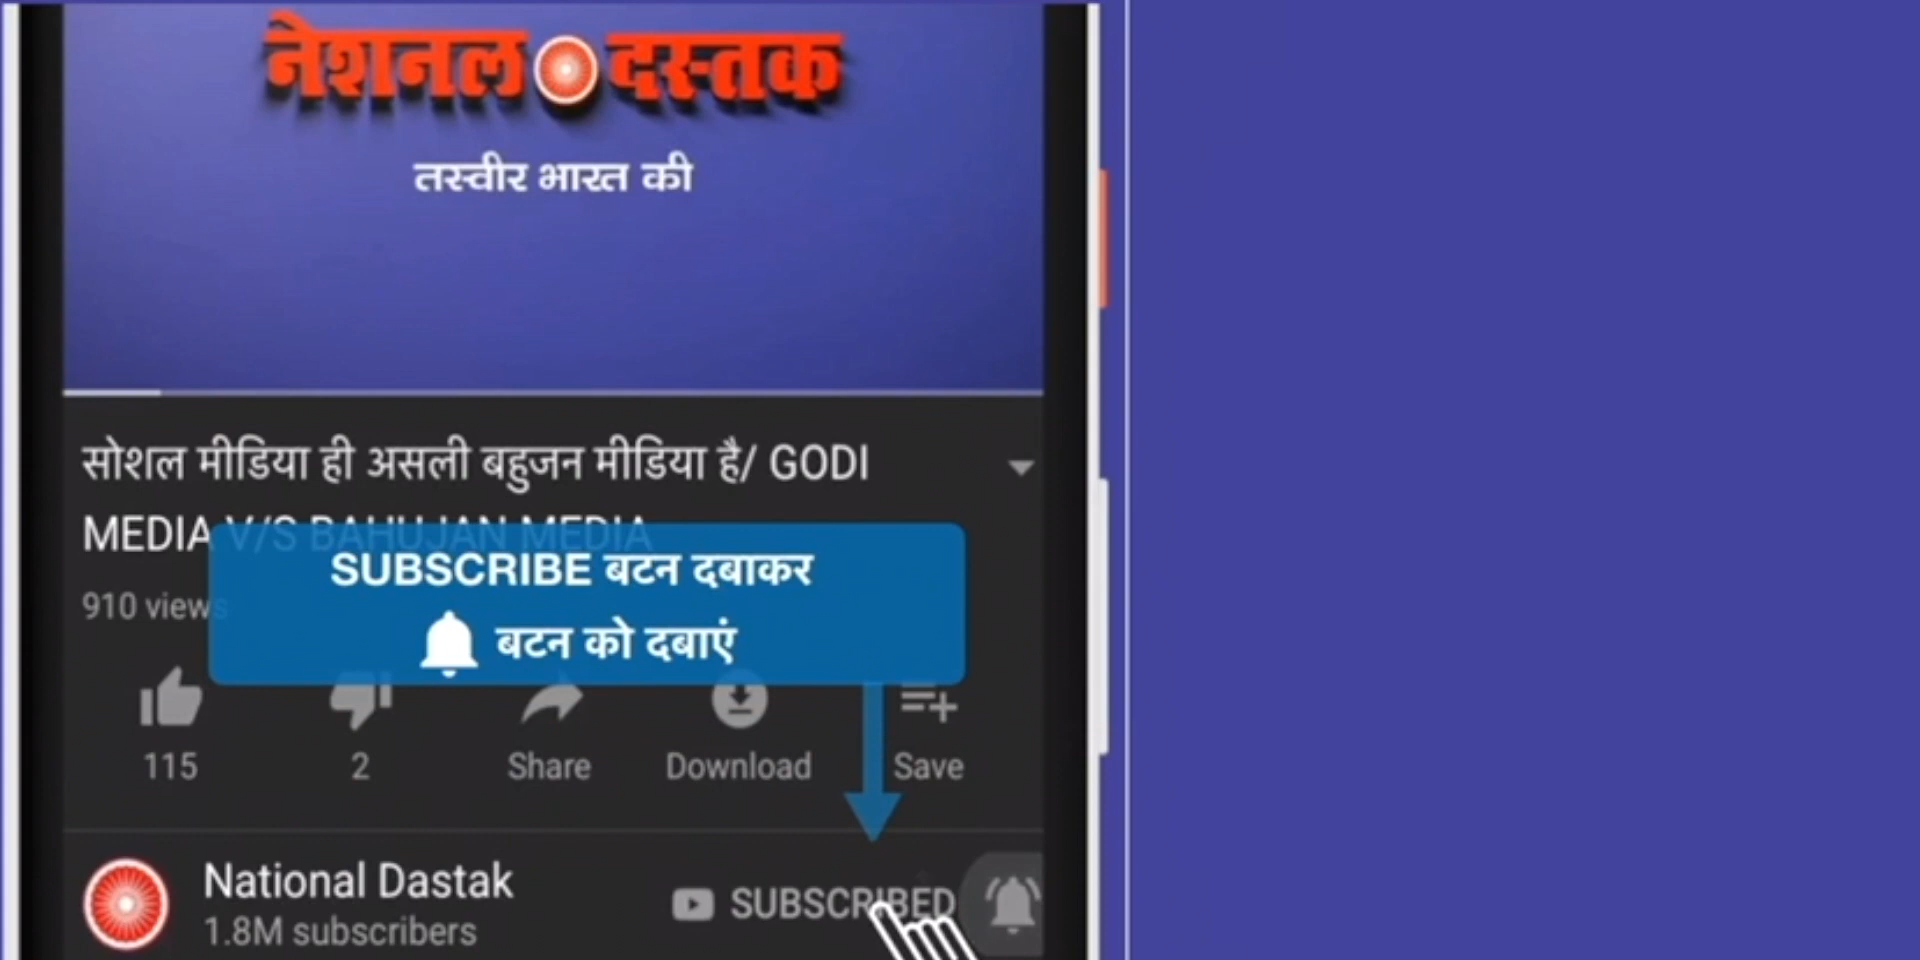 नेशनल दस्तक
तस्वीर भारत की
सोशल मीडिया ही असली बहुजन मीडिया है/ GODI
MEDIA V/S BAHUJAN MEDIA
SUBSCRIBE बटन दबाकर
बटन को दबाएं
910 views
115
2
Share
Download
Save
National Dastak
1.8M subscribers
SUBSCRIBED